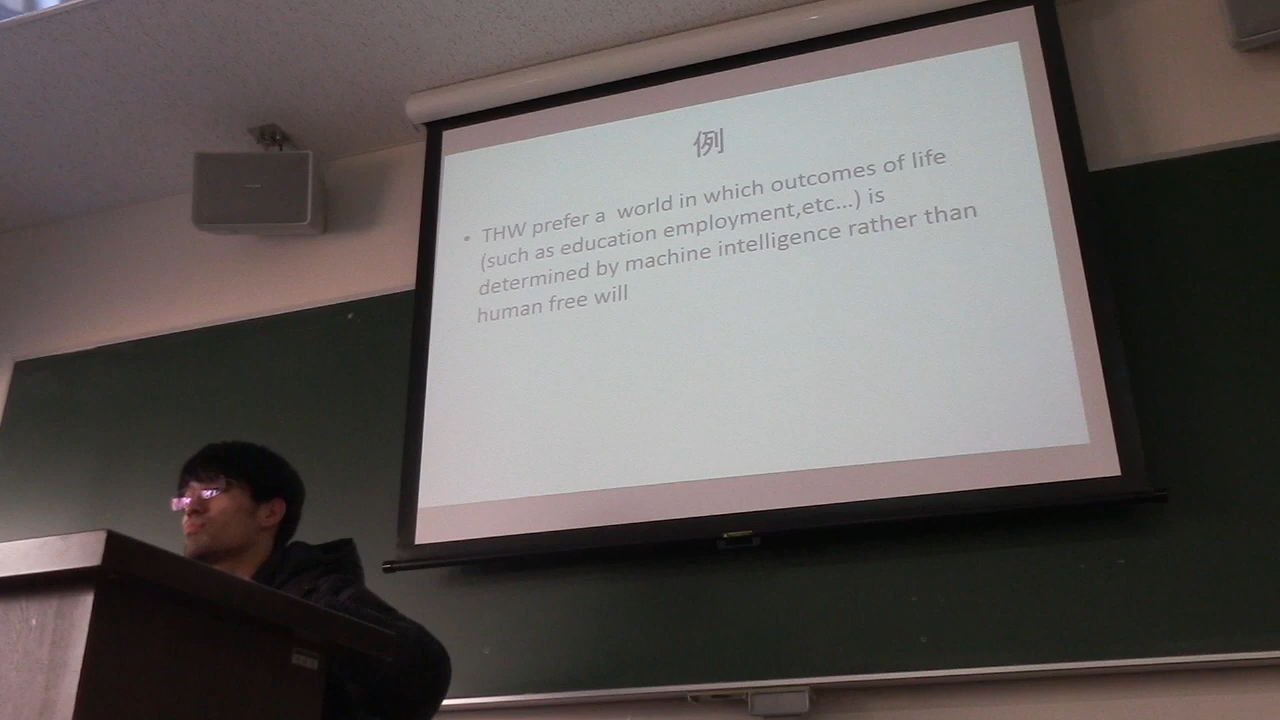 例
• THW prefer a  world in which outcomes of life
(such as education employment,etc...) is
determined by machine intelligence rather than
human free will